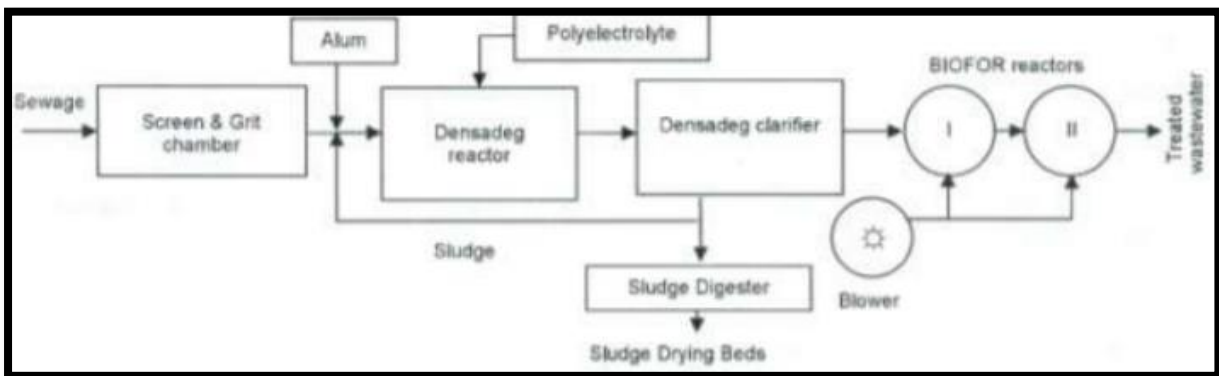 Alum
Polyelectrolyte
BIOFOR reactors
Sewage
Screen & Grit
chamber
Densadeg
reactor
Densadeg clarifier
I
II
Treated
wastewater
Sludge
Sludge Digester
Blower
Sludge Drying Beds